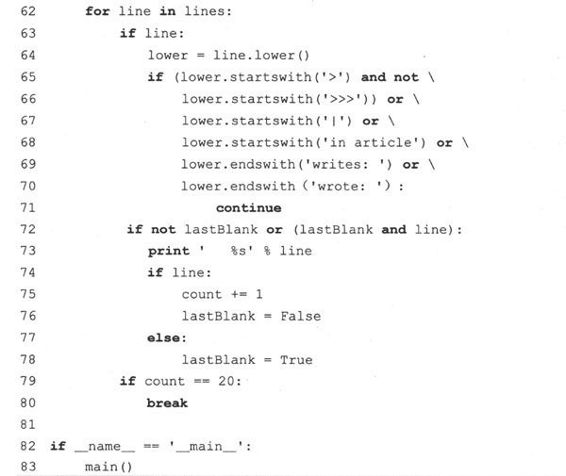 62 for line in lines:
63 if line:
64 lower = line.lower()
65 if (lower.startswith('>') and not \
66 lower.startswith('>>>')) or \
67 lower.startswith('|') or \
68 lower.startswith('in article') or \
69 lower.endswith('writes: ') or \
70 lower.endswith ('wrote: ') :
71 continue
72 if not lastBlank or (lastBlank and line):
73 print '   %s' % line
74 if line:
75 count += 1
76 lastBlank = False
77 else:
78 lastBlank = True
79 if count == 20:
80 break
81
82 if __name__ == '__main__':
83 main()